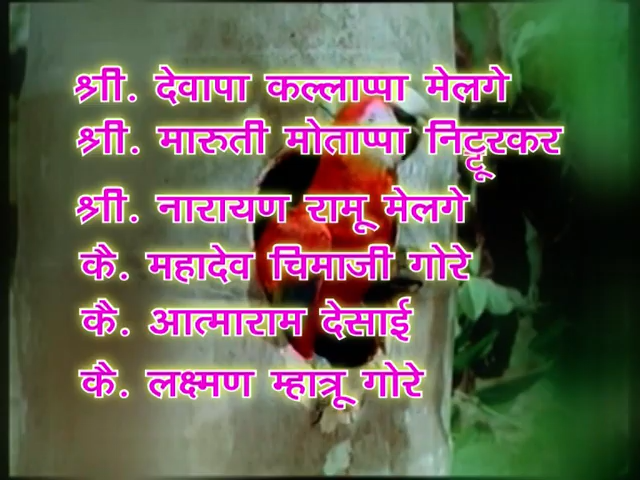 श्री. देवापा कल्लाप्पा मेलगे
श्री. मारुती मोताप्पा निट्टूरकर
श्री. नारायण रामू मेलगे
कै. महादेव चिमाजी गोरे
कै. आत्माराम देसाई
कै. लक्ष्मण म्हात्रू गोरे